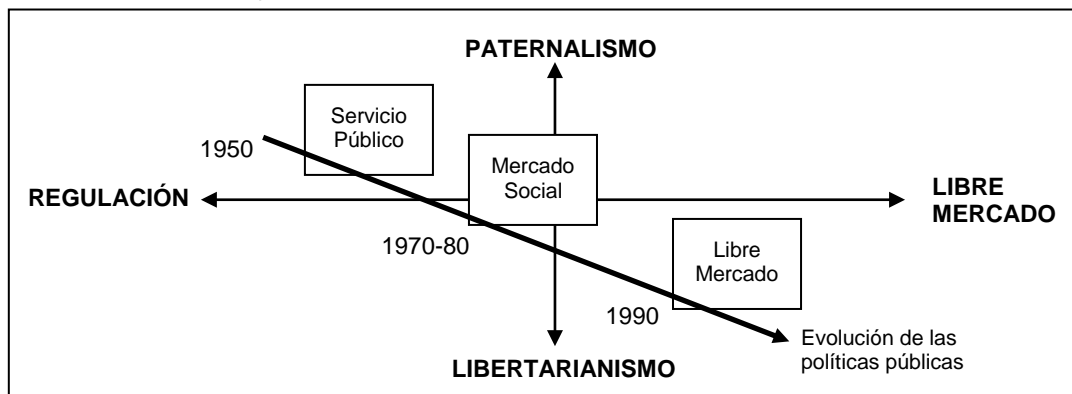 PATERNALISMO
Servicio
Público
1950
Mercado
Social
REGULACIÓN
LIBRE
MERCADO
1970-80
Libre
Mercado
1990
Evolución de las
políticas públicas
LIBERTARIANISMO